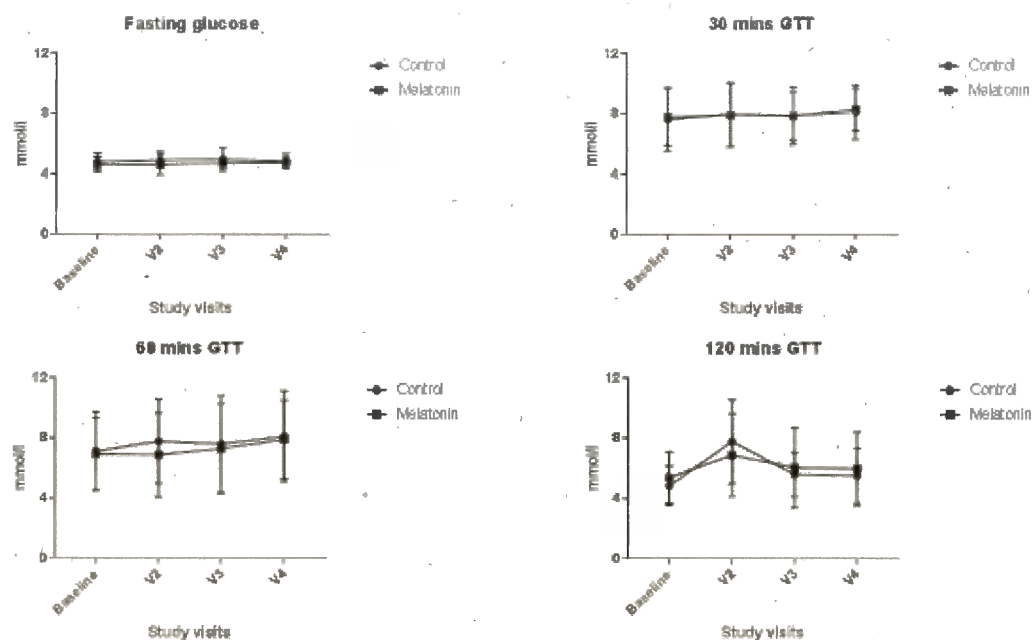 Fasting glucose
12
8
4
0
mmol/l
Baseline
V2
V3
V4
Study visits
Control
Melatonin
30 mins GTT
12
8
4
0
mmol/l
Baseline
V2
V3
V4
Study visits
Control
Melatonin
60 mins GTT
12
8
4
0
mmol/l
Baseline
V2
V3
V4
Study visits
Control
Melatonin
120 mins GTT
12
8
4
0
mmol/l
Baseline
V2
V3
V4
Study visits
Control
Melatonin